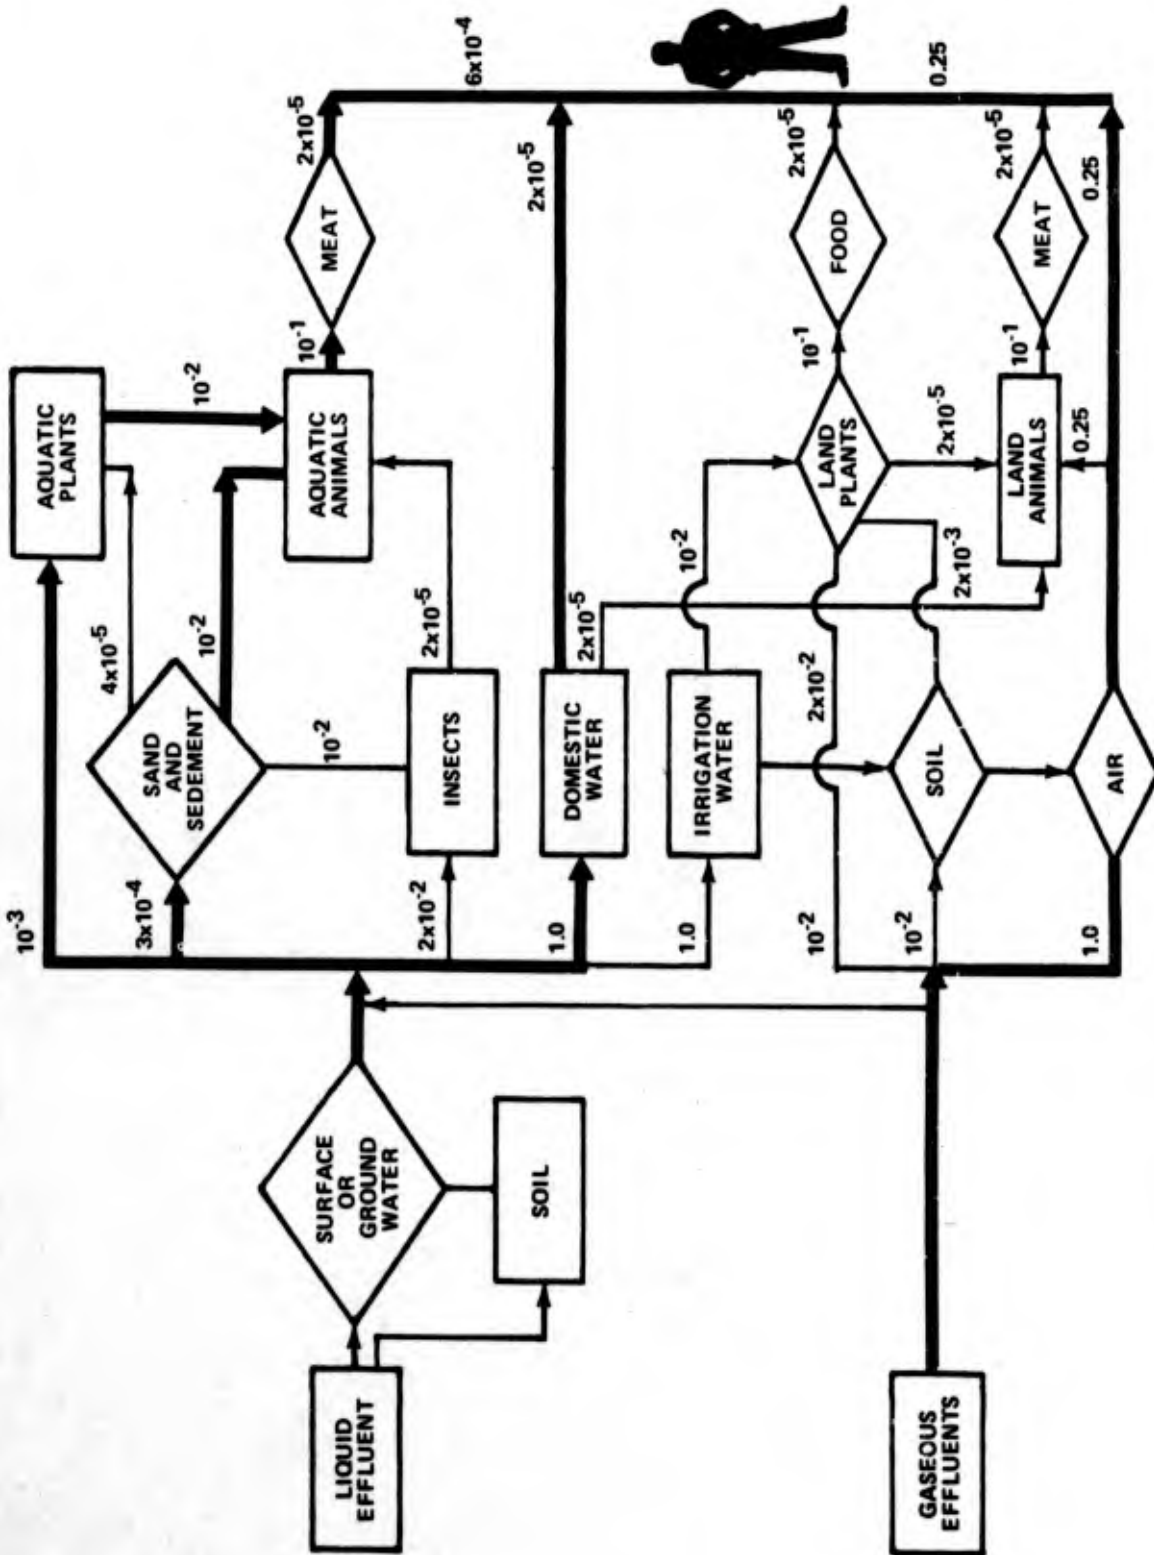 LIQUID
EFFLUENT
GASEOUS
EFFLUENTS
SURFACE
OR
GROUND
WATER
SOIL
10-3
3x10-4
2x10-2
1.0
1.0
10-2
10-2
1.0
SAND
AND
SEDEMENT
INSECTS
DOMESTIC
WATER
IRRIGATION
WATER
SOIL
AIR
4x10-5
10-2
10-2
2x10-5
2x10-5
10-2
2x10-2
2x10-3
AQUATIC
PLANTS
10-2
AQUATIC
ANIMALS
LAND
PLANTS
2x10-5
LAND
ANIMALS
0.25
10-1
10-1
10-1
MEAT
FOOD
MEAT
2x10-5
2x10-5
2x10-5
2x10-5
0.25
6x10-4
0.25